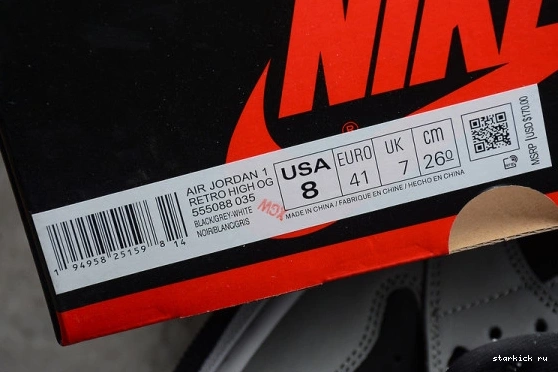 NIKE
®
AIR JORDAN 1
RETRO HIGH OG
555088 035
BLACK/GREY-WHITE
NOIR/BLANC/GRIS
USA
8
EURO
41
UK
7
cm
26
MADE IN CHINA / FABRIQUE EN CHINE / HECHO EN CHINA
MSRP (USD $170.00
1 94958 25159 8 14
starkick ru